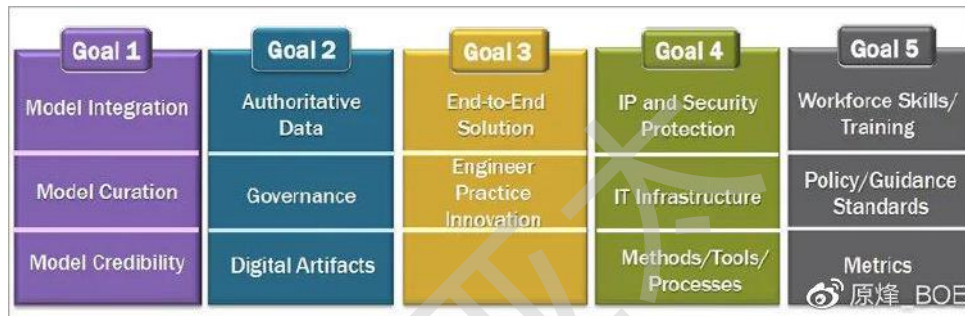 Goal 1
Model Integration
Model Curation
Model Credibility
Goal 2
Authoritative
Data
Governance
Digital Artifacts
Goal 3
End-to-End
Solution
Engineer
Practice
Innovation
Goal 4
IP and Security
Protection
IT Infrastructure
Methods/Tools/
Processes
Goal 5
Workforce Skills/
Training
Policy/Guidance
Standards
Metrics
原烽_BOE